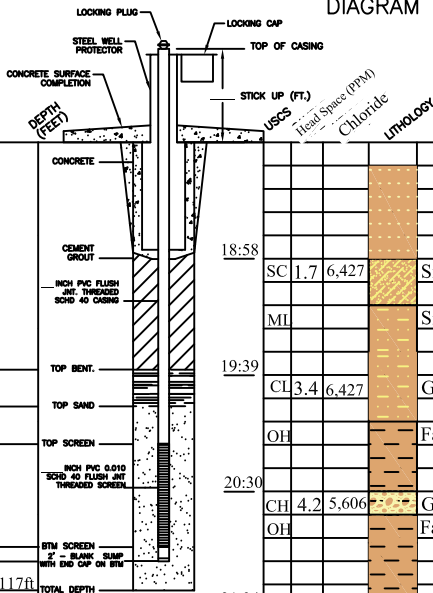 DIAGRAM
LOCKING PLUG
LOCKING CAP
STEEL WELL
PROTECTOR
TOP OF CASING
CONCRETE SURFACE
COMPLETION
STICK UP (FT.)
DEPTH
(FEET)
USCS
Head Space (PPM)
Chloride
LITHOLOGY
CONCRETE
CEMENT
GROUT
18:58
SC 1.7 6,427 S
INCH PVC FLUSH
JNT. THREADED
SCHD 40 CASING
ML S
TOP BENT.
19:39
CL 3.4 6,427 G
TOP SAND
OH Fa
TOP SCREEN
INCH PVC 0.010
SCHD 40 FLUSH JNT
THREADED SCREEN
20:30
CH 4.2 5,606 G
OH Fa
BTM SCREEN
2' - BLANK SUMP
WITH END CAP ON BTM
117ft
TOTAL DEPTH